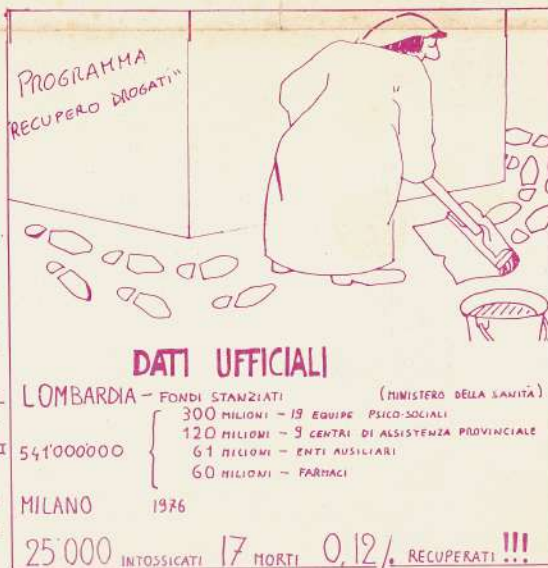 PROGRAMMA
"RECUPERO DROGATI"
DATI UFFICIALI
LOMBARDIA - FONDI STANZIATI (MINISTERO DELLA SANITÀ)
300 MILIONI - 19 EQUIPE PSICO-SOCIALI
120 MILIONI - 9 CENTRI DI ASSISTENZA PROVINCIALE
541'000'000
61 MILIONI - ENTI AUSILIARI
60 MILIONI - FARMACI
MILANO 1976
25'000 INTOSSICATI 17 MORTI 0,12/. RECUPERATI !!!